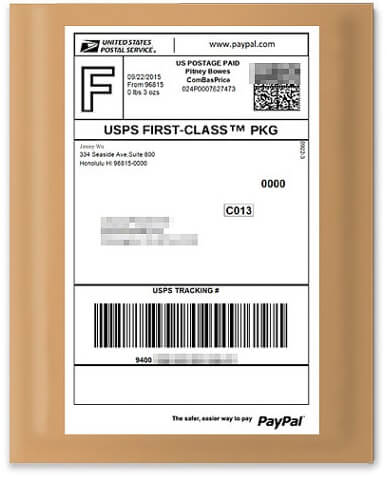 UNITED STATES
POSTAL SERVICE®
www.paypal.com
F
09/22/2015
From 96815
0 lbs 3 ozs
US POSTAGE PAID
Pitney Bowes
ComBasPrice
024P0007627473
USPS FIRST-CLASS™ PKG
Jenny Wu
334 Seaside Ave,Suite 800
Honolulu HI 96815-0000
0000
C013
USPS TRACKING #
9400
The safer, easier way to pay
PayPal™